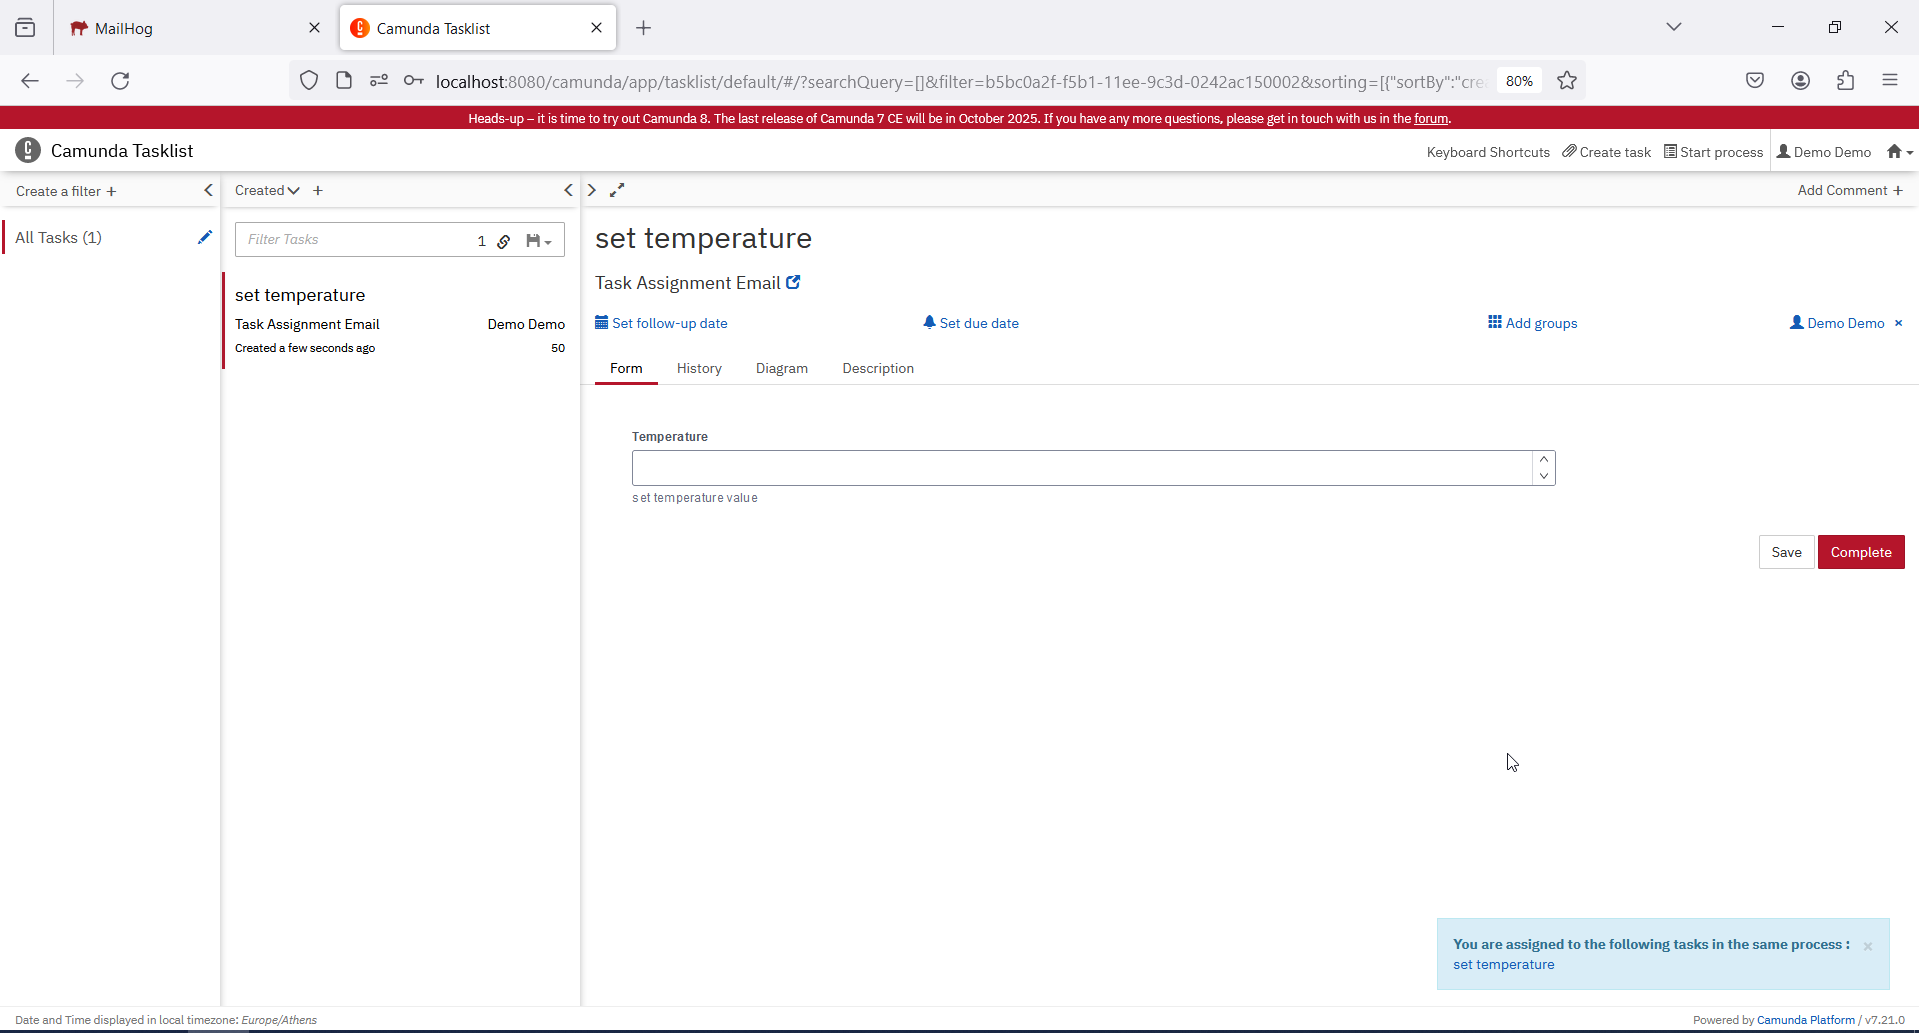 MailHog
Camunda Tasklist
localhost:8080/camunda/app/tasklist/default/#/?searchQuery=[]&filter=b5bc0a2f-f5b1-11ee-9c3d-0242ac150002&sorting=[{"sortBy":"cre
80%
Heads-up – it is time to try out Camunda 8. The last release of Camunda 7 CE will be in October 2025. If you have any more questions, please get in touch with us in the forum.
Camunda Tasklist
Keyboard Shortcuts
Create task
Start process
Demo Demo
Create a filter +
Created
+
Add Comment +
All Tasks (1)
Filter Tasks
1
set temperature
Task Assignment Email
Demo Demo
Created a few seconds ago
50
set temperature
Task Assignment Email
Set follow-up date
Set due date
Add groups
Demo Demo ×
Form
History
Diagram
Description
Temperature
set temperature value
Save
Complete
You are assigned to the following tasks in the same process :
×
set temperature
Date and Time displayed in local timezone: Europe/Athens
Powered by Camunda Platform / v7.21.0